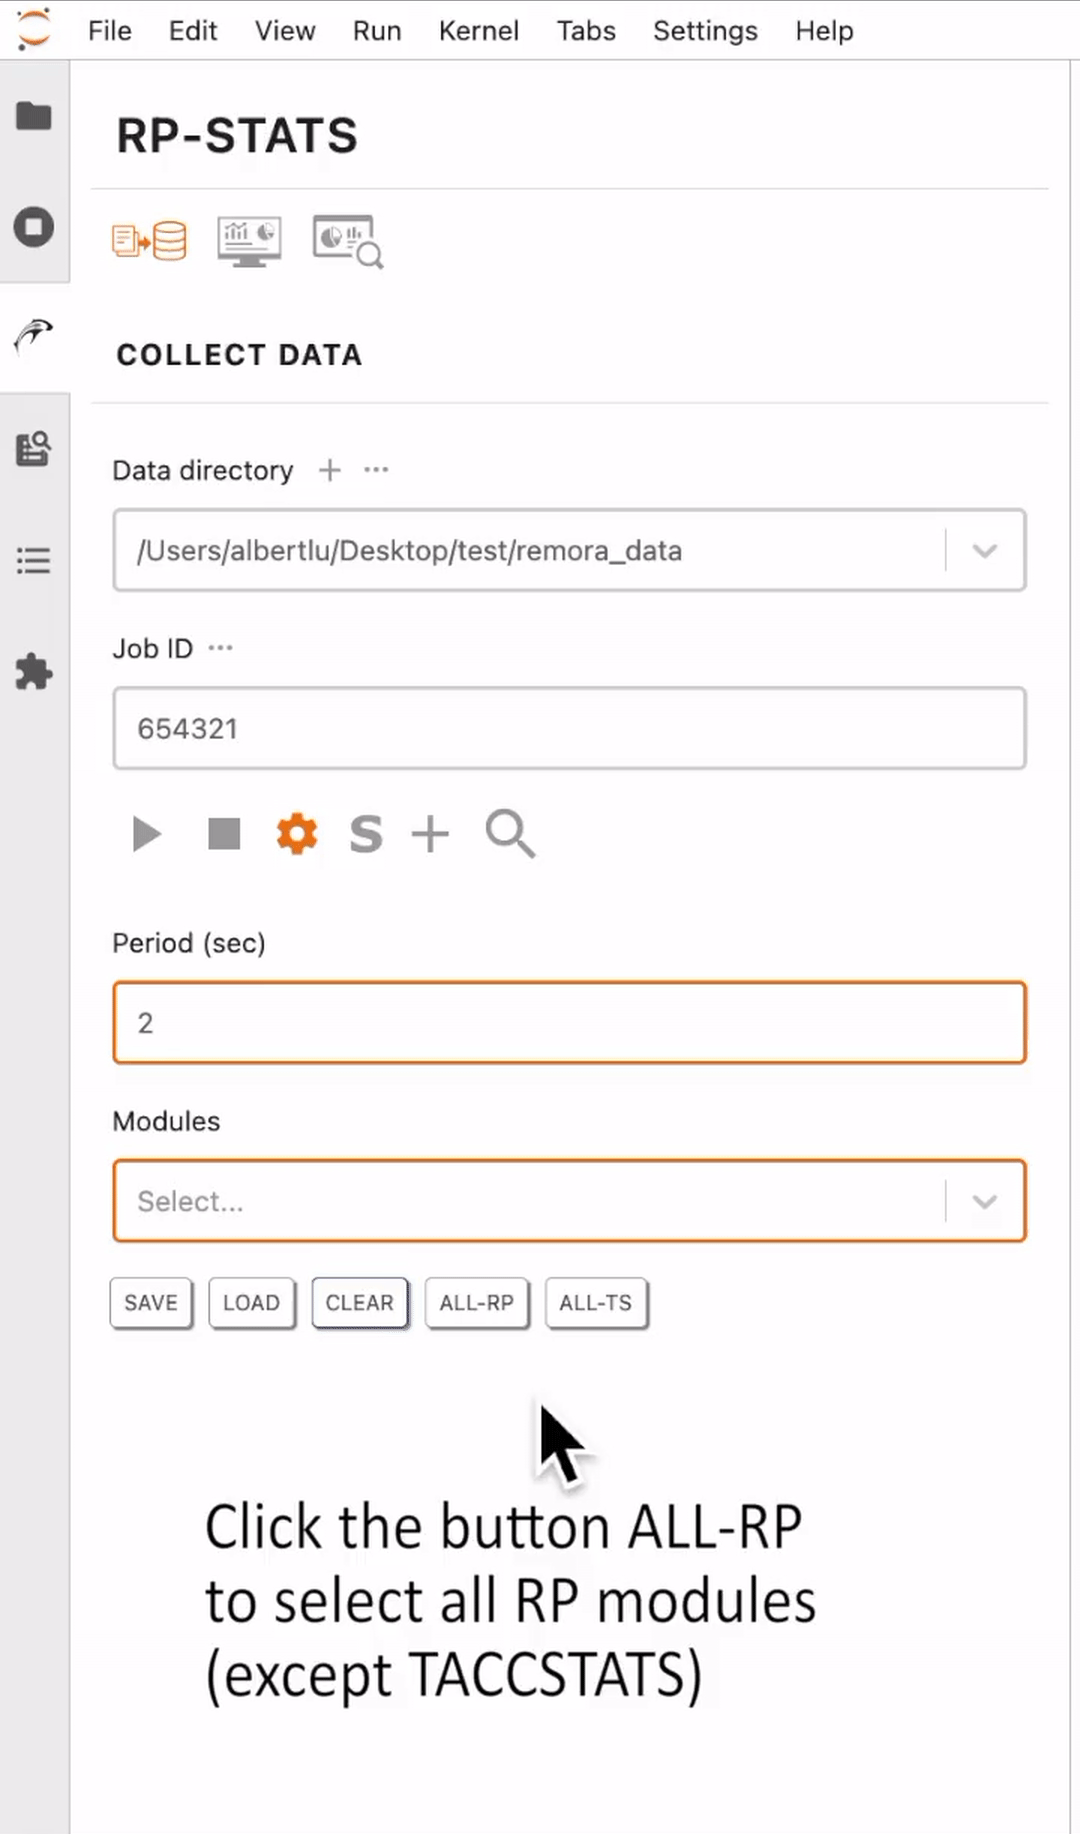 File Edit View Run Kernel Tabs Settings Help
RP-STATS
COLLECT DATA
Data directory + ···
/Users/albertlu/Desktop/test/remora_data
Job ID ···
654321
S
Period (sec)
2
Modules
Select...
SAVE LOAD CLEAR ALL-RP ALL-TS
Click the button ALL-RP
to select all RP modules
(except TACCSTATS)